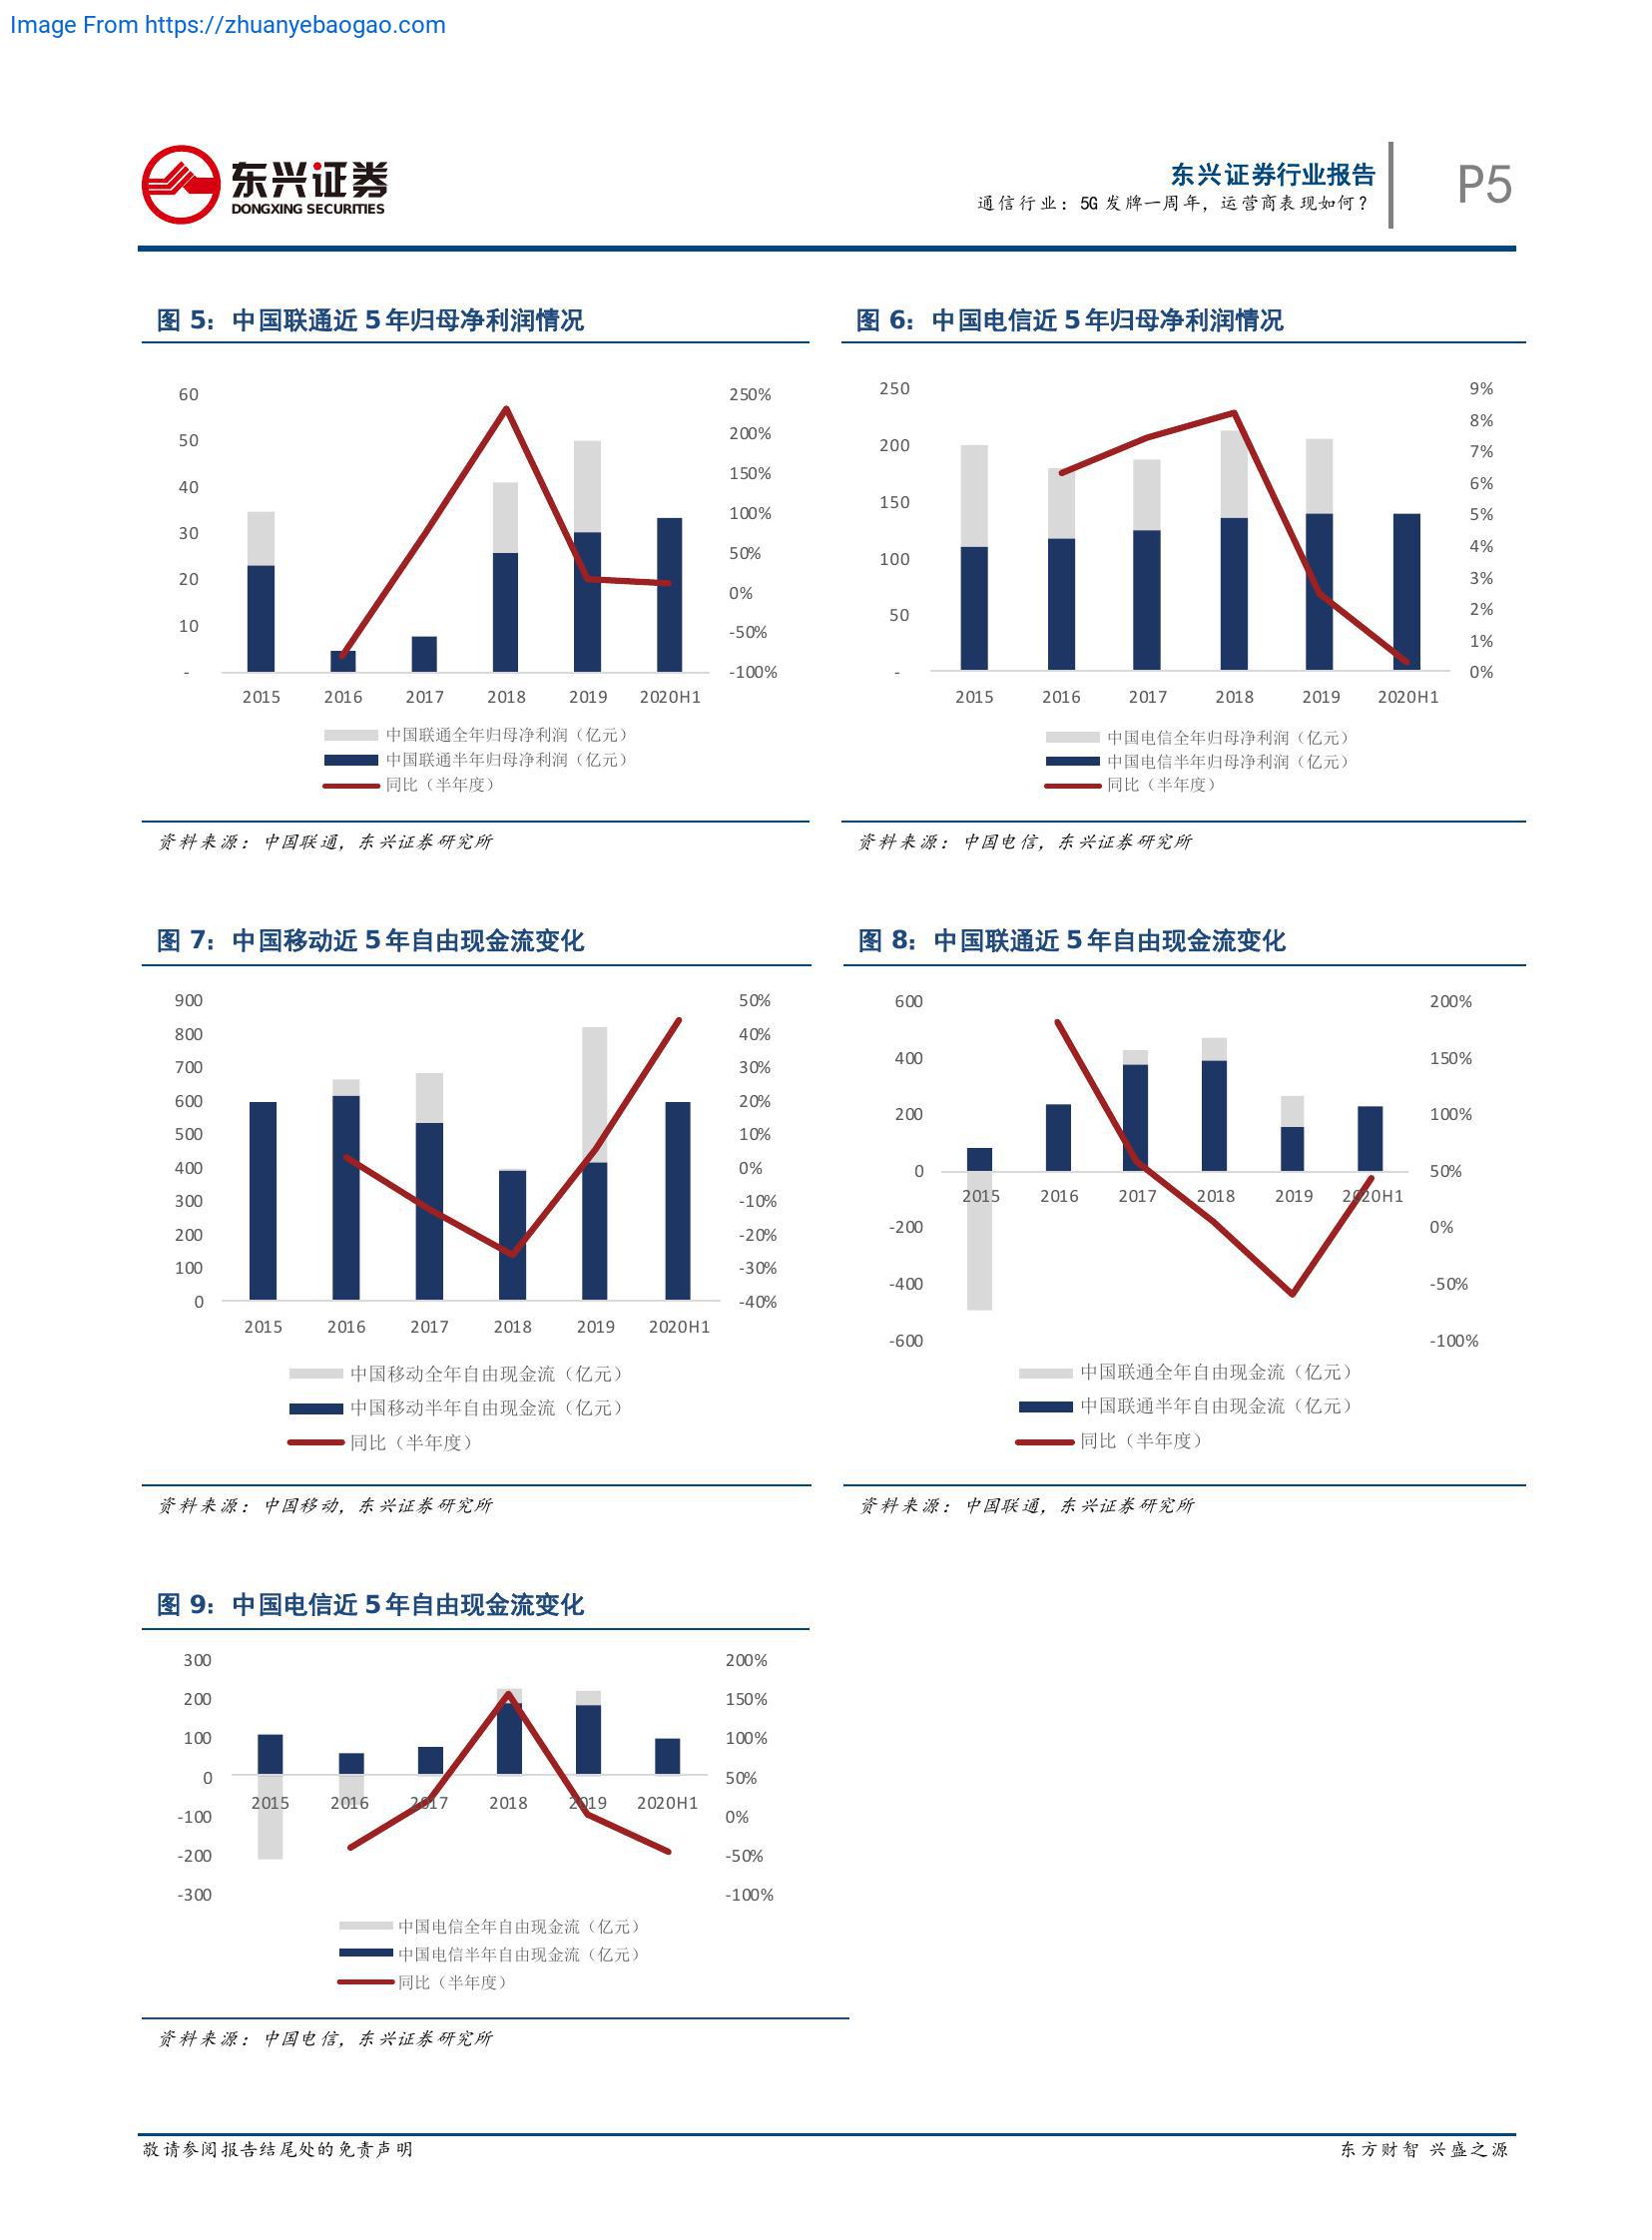 Image From https://zhuanyebaogao.com
东兴证券
DONGXING SECURITIES
东兴证券行业报告
通信行业：5G 发牌一周年，运营商表现如何？
P5
图 5：中国联通近 5 年归母净利润情况
60
50
40
30
20
10
-
250%
200%
150%
100%
50%
0%
-50%
-100%
2015 2016 2017 2018 2019 2020H1
中国联通全年归母净利润（亿元）
中国联通半年归母净利润（亿元）
同比（半年度）
资料来源：中国联通，东兴证券研究所
图 6：中国电信近 5 年归母净利润情况
250
200
150
100
50
-
9%
8%
7%
6%
5%
4%
3%
2%
1%
0%
2015 2016 2017 2018 2019 2020H1
中国电信全年归母净利润（亿元）
中国电信半年归母净利润（亿元）
同比（半年度）
资料来源：中国电信，东兴证券研究所
图 7：中国移动近 5 年自由现金流变化
900
800
700
600
500
400
300
200
100
0
50%
40%
30%
20%
10%
0%
-10%
-20%
-30%
-40%
2015 2016 2017 2018 2019 2020H1
中国移动全年自由现金流（亿元）
中国移动半年自由现金流（亿元）
同比（半年度）
资料来源：中国移动，东兴证券研究所
图 8：中国联通近 5 年自由现金流变化
600
400
200
0
-200
-400
-600
200%
150%
100%
50%
0%
-50%
-100%
2015 2016 2017 2018 2019 2020H1
中国联通全年自由现金流（亿元）
中国联通半年自由现金流（亿元）
同比（半年度）
资料来源：中国联通，东兴证券研究所
图 9：中国电信近 5 年自由现金流变化
300
200
100
0
-100
-200
-300
200%
150%
100%
50%
0%
-50%
-100%
2015 2016 2017 2018 2019 2020H1
中国电信全年自由现金流（亿元）
中国电信半年自由现金流（亿元）
同比（半年度）
资料来源：中国电信，东兴证券研究所
敬请参阅报告结尾处的免责声明
东方财智 兴盛之源